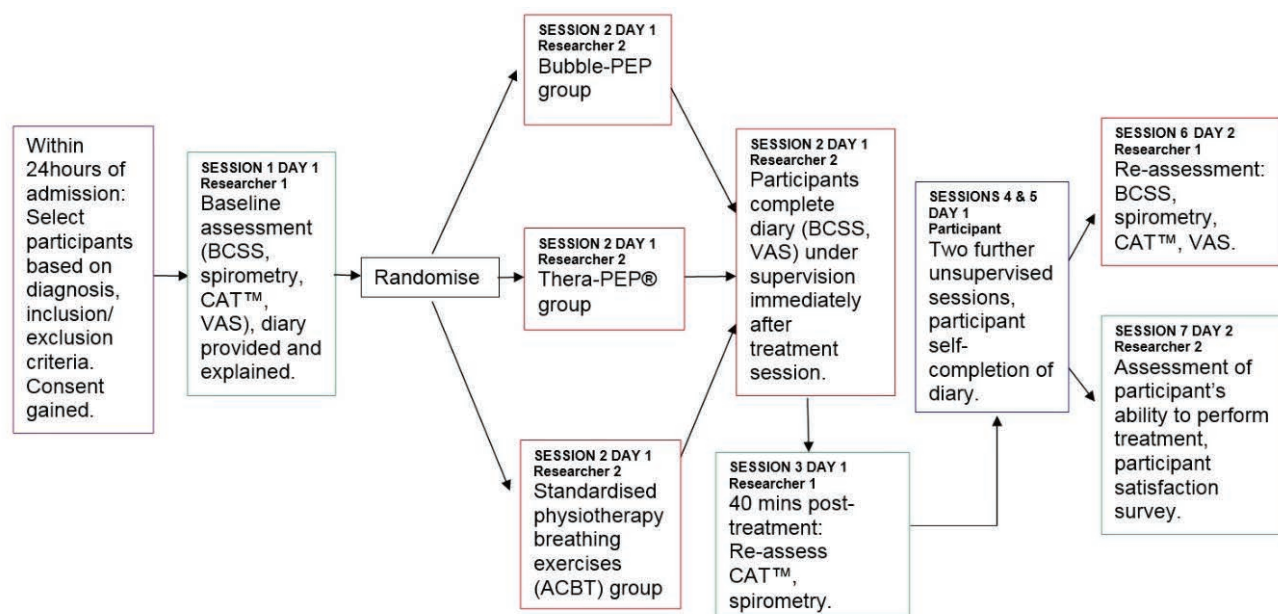 Within
24hours of
admission:
Select
participants
based on
diagnosis,
inclusion/
exclusion
criteria.
Consent
gained.
SESSION 1 DAY 1
Researcher 1
Baseline
assessment
(BCSS,
spirometry,
CAT™,
VAS), diary
provided and
explained.
Randomise
SESSION 2 DAY 1
Researcher 2
Bubble-PEP
group
SESSION 2 DAY 1
Researcher 2
Thera-PEP®
group
SESSION 2 DAY 1
Researcher 2
Standardised
physiotherapy
breathing
exercises
(ACBT) group
SESSION 2 DAY 1
Researcher 2
Participants
complete
diary (BCSS,
VAS) under
supervision
immediately
after
treatment
session.
SESSION 3 DAY 1
Researcher 1
40 mins post-
treatment:
Re-assess
CAT™,
spirometry.
SESSIONS 4 & 5
DAY 1
Participant
Two further
unsupervised
sessions,
participant
self-
completion of
diary.
SESSION 6 DAY 2
Researcher 1
Re-assessment:
BCSS,
spirometry,
CAT™, VAS.
SESSION 7 DAY 2
Researcher 2
Assessment of
participant’s
ability to perform
treatment,
participant
satisfaction
survey.